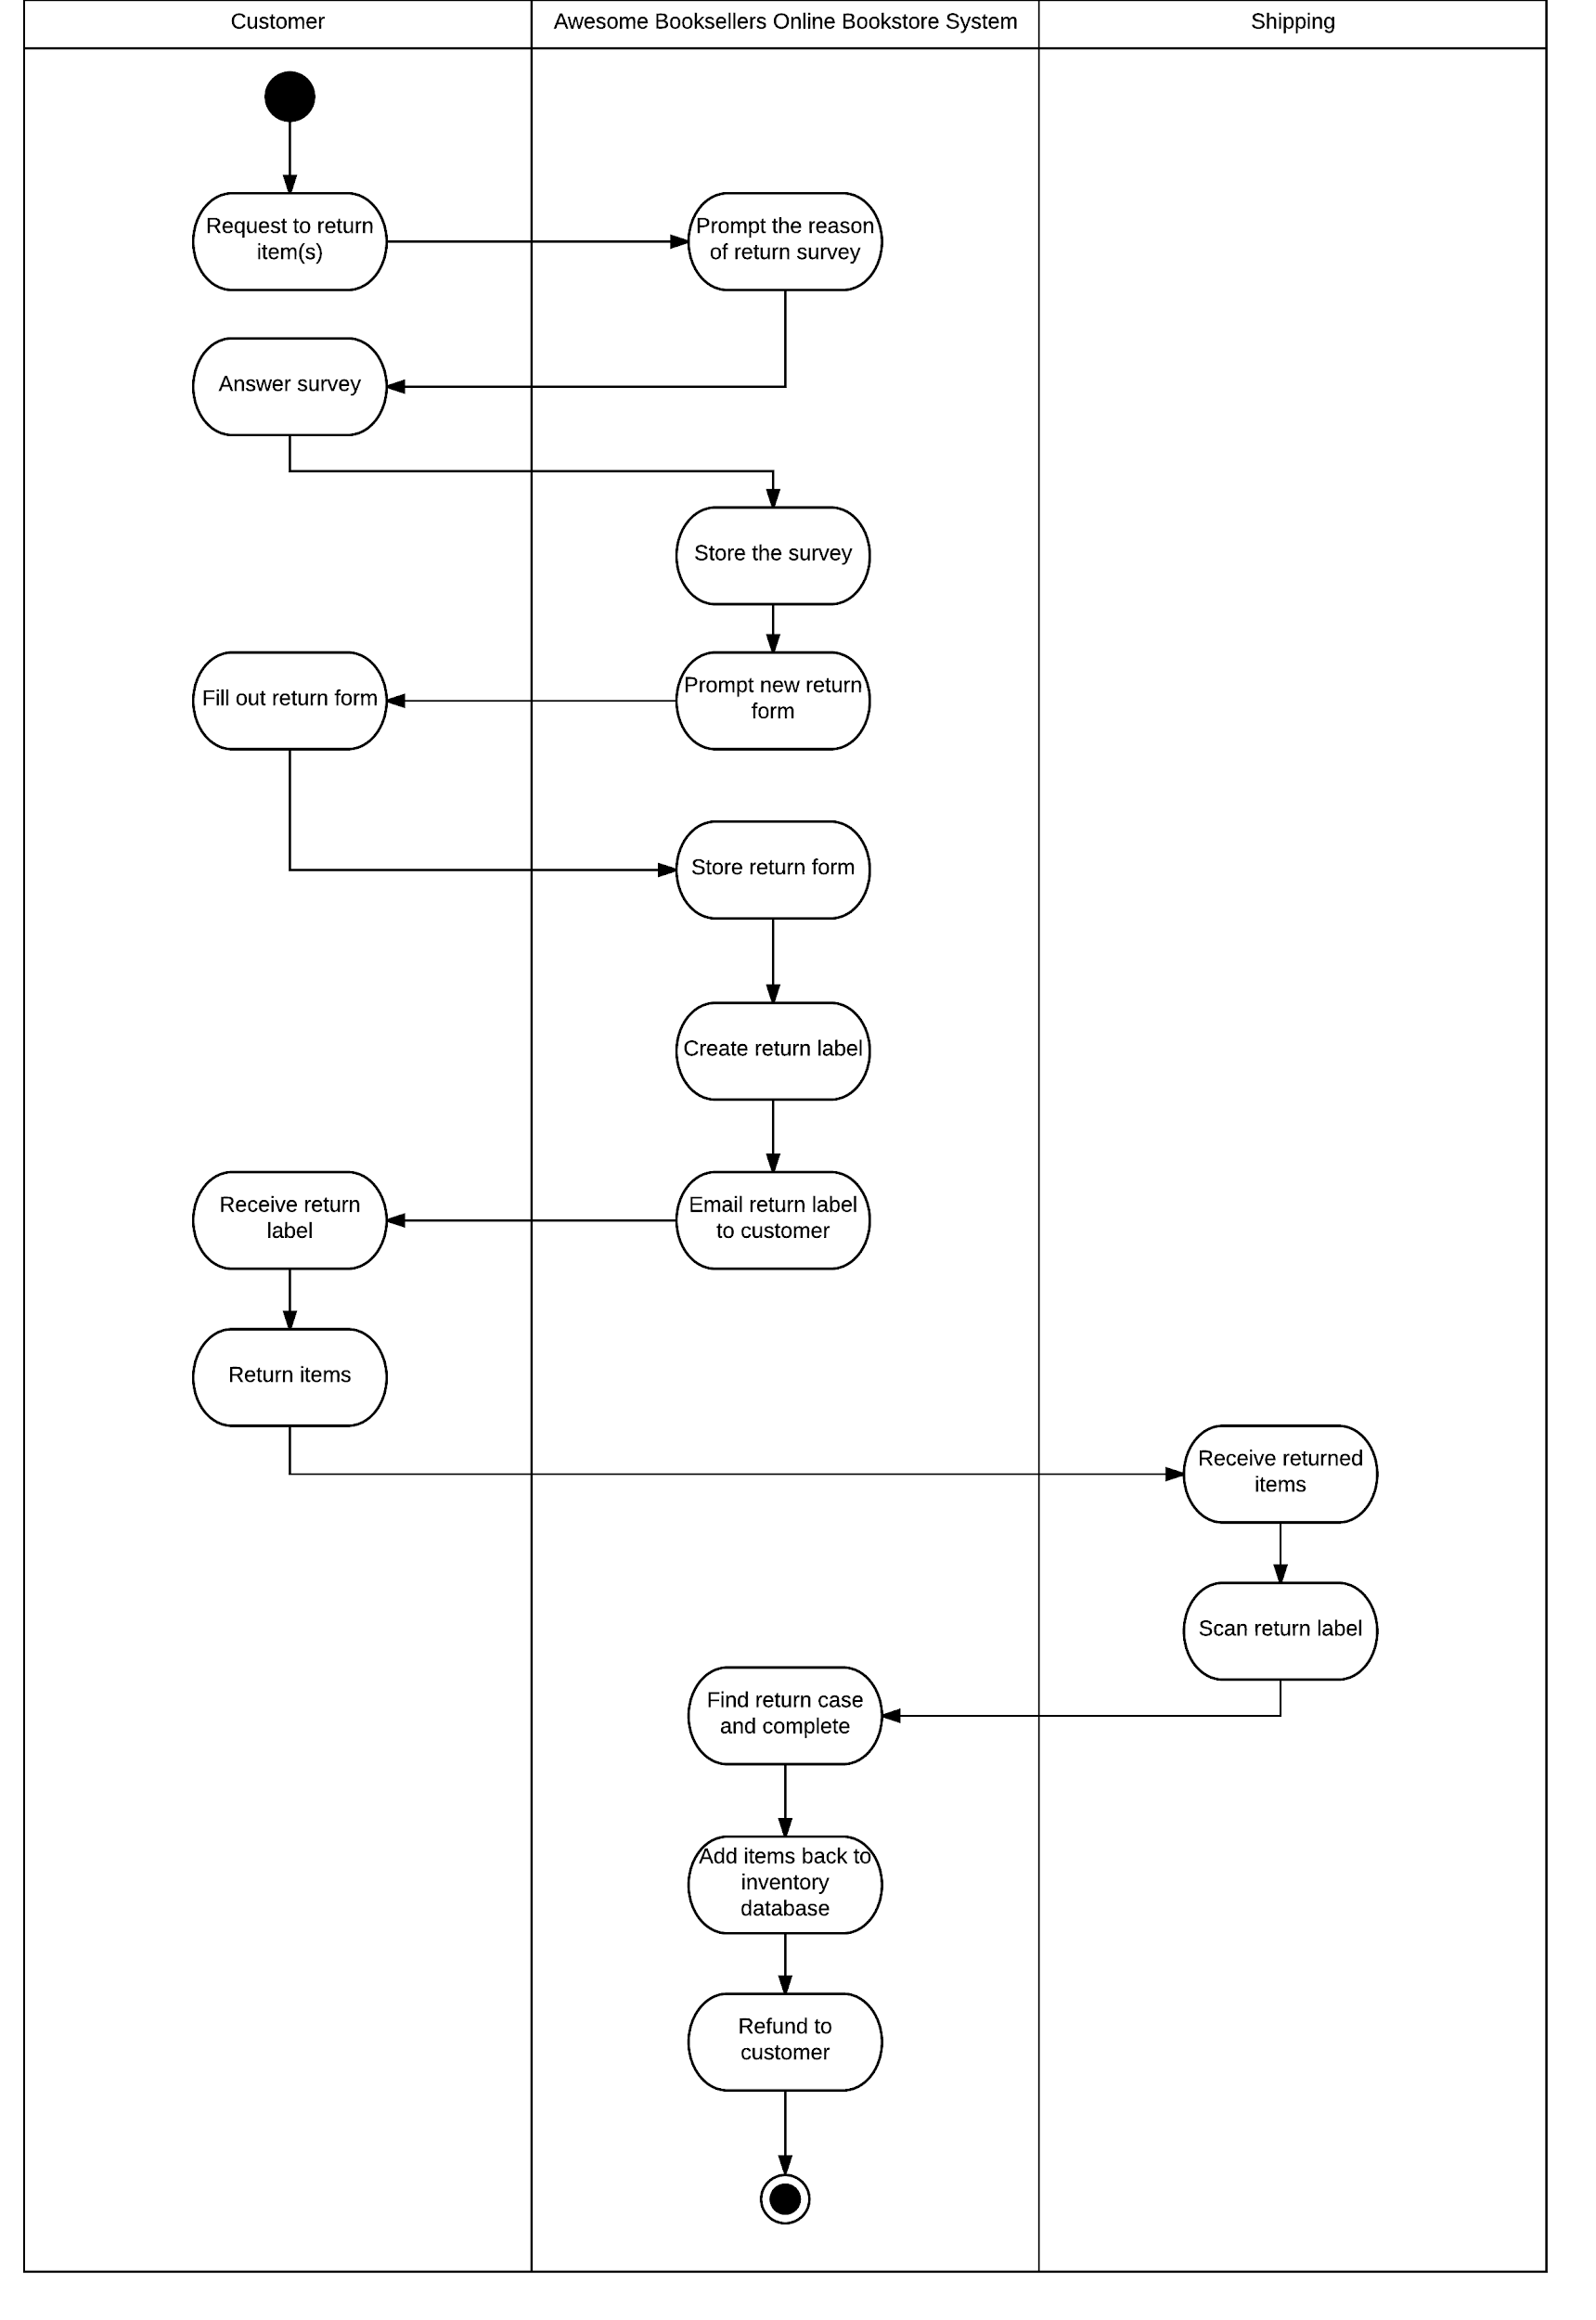 Customer
Awesome Booksellers Online Bookstore System
Shipping
Request to return
item(s)
Prompt the reason
of return survey
Answer survey
Store the survey
Fill out return form
Prompt new return
form
Store return form
Create return label
Receive return
label
Email return label
to customer
Return items
Receive returned
items
Scan return label
Find return case
and complete
Add items back to
inventory
database
Refund to
customer